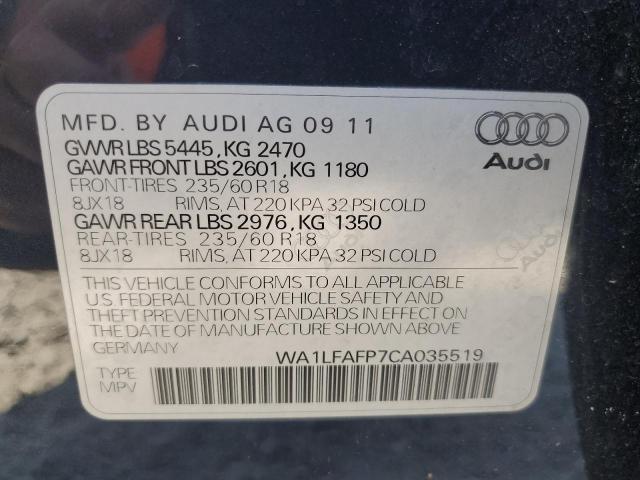 MFD. BY AUDI AG 09 11
GVWR LBS 5445, KG 2470
GAWR FRONT LBS 2601, KG 1180
FRONT-TIRES 235/60 R18
8JX18 RIMS, AT 220 KPA 32 PSI COLD
GAWR REAR LBS 2976, KG 1350
REAR-TIRES 235/60 R18
8JX18 RIMS, AT 220 KPA 32 PSI COLD
THIS VEHICLE CONFORMS TO ALL APPLICABLE
U.S. FEDERAL MOTOR VEHICLE SAFETY AND
THEFT PREVENTION STANDARDS IN EFFECT ON
THE DATE OF MANUFACTURE SHOWN ABOVE.
GERMANY WA1LFAFP7CA035519
TYPE
MPV
Audi
Audi